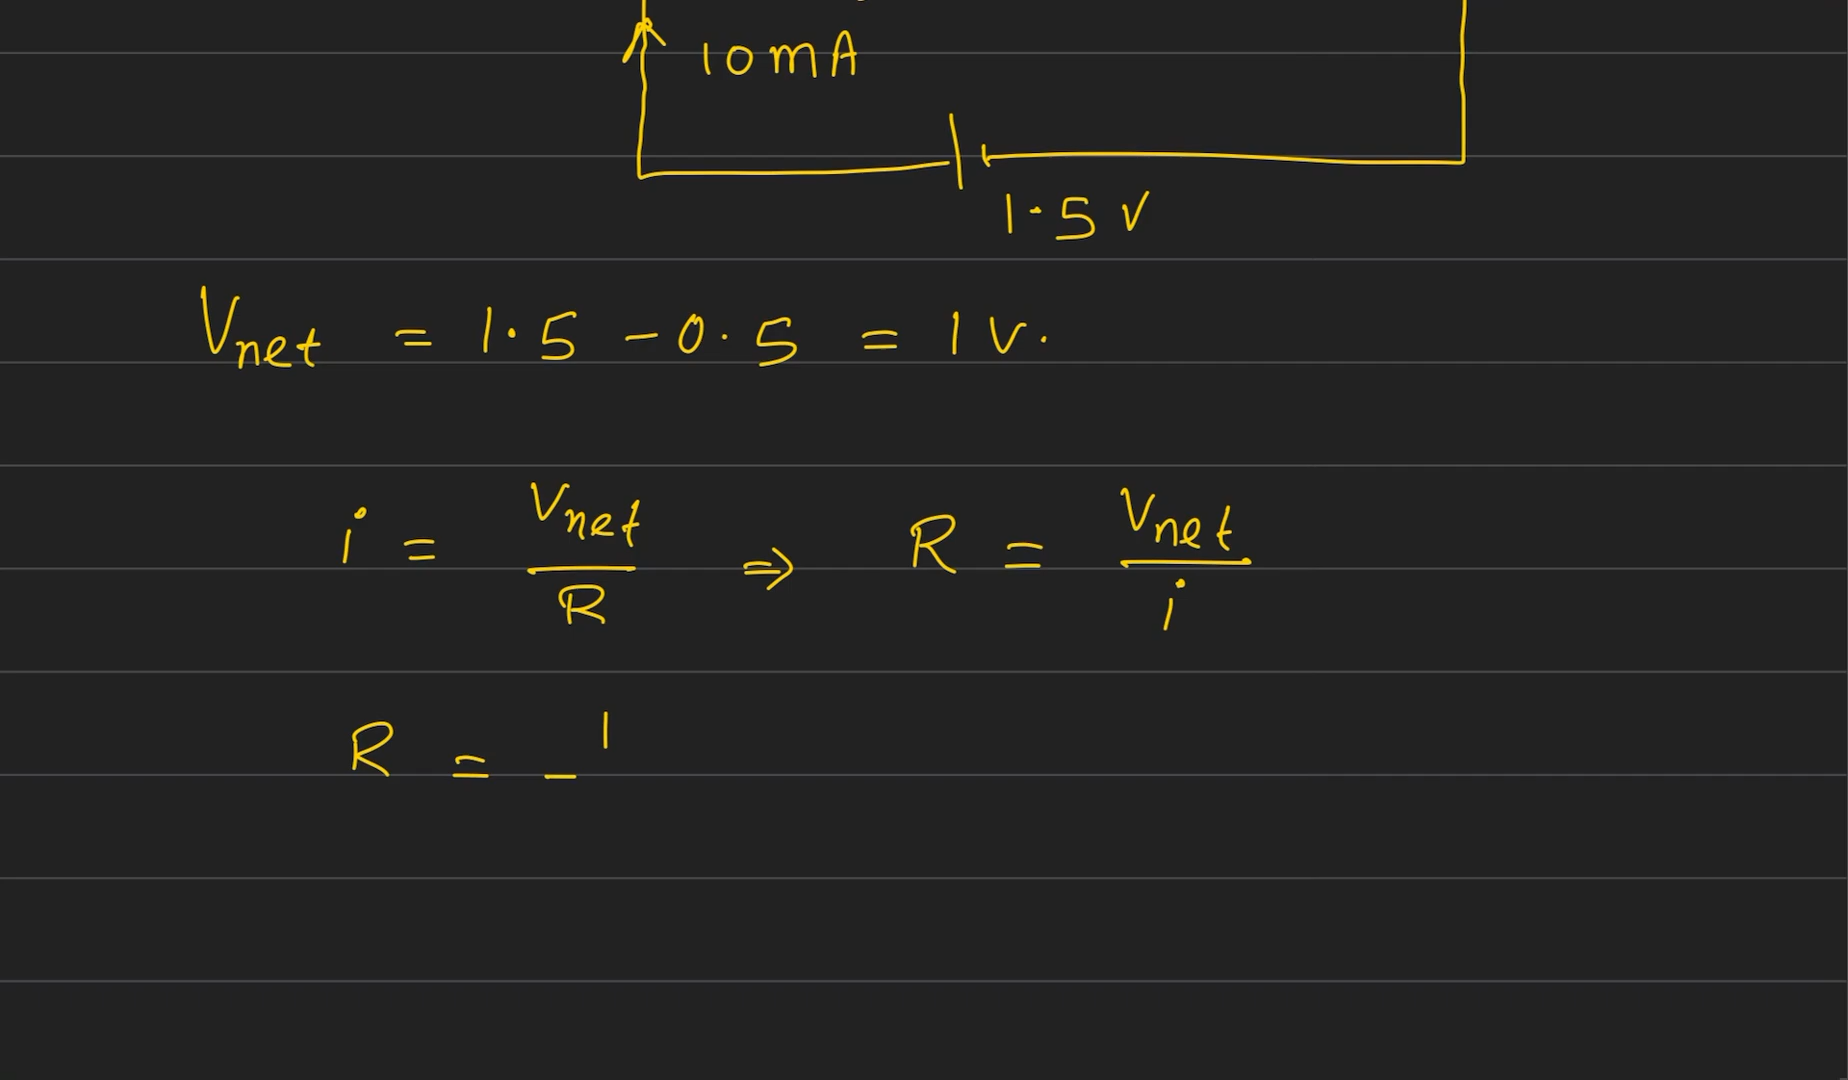 10mA
1.5 V
Vnet = 1.5 - 0.5 = 1 V.
i = Vnet/R ⇒ R = Vnet/i
R = 1